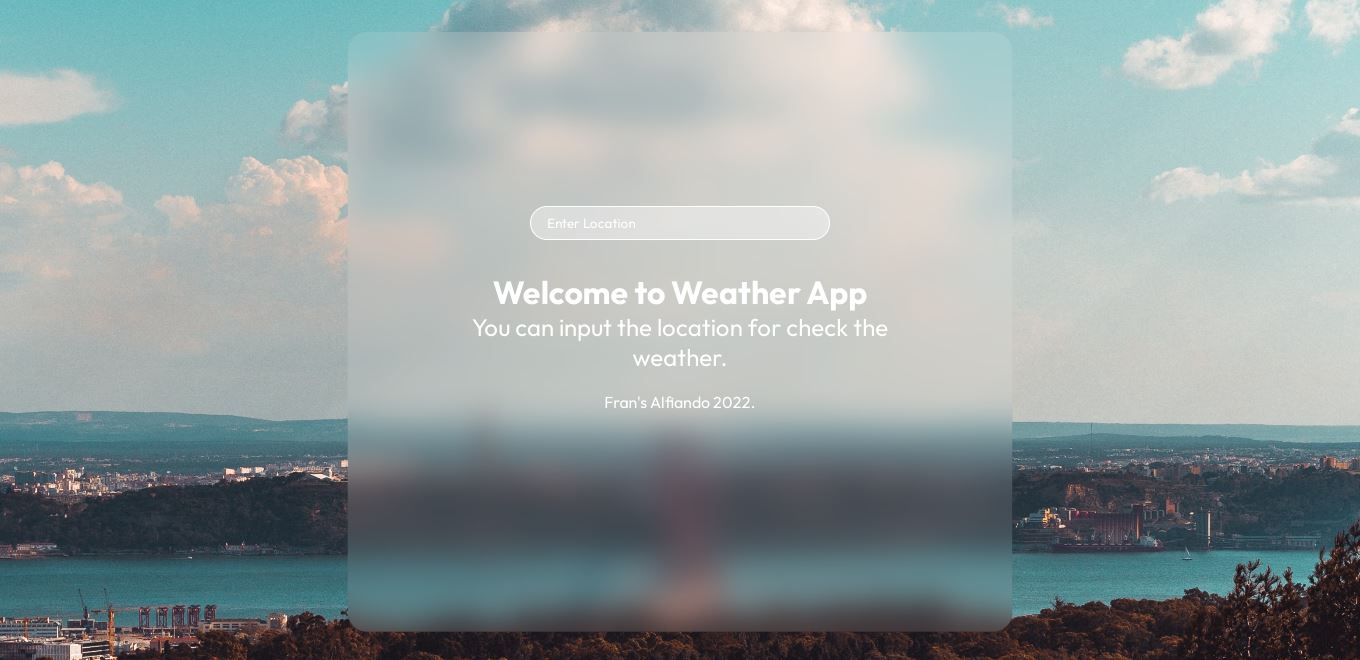 Enter Location
Welcome to Weather App
You can input the location for check the
weather.
Fran's Alfiando 2022.